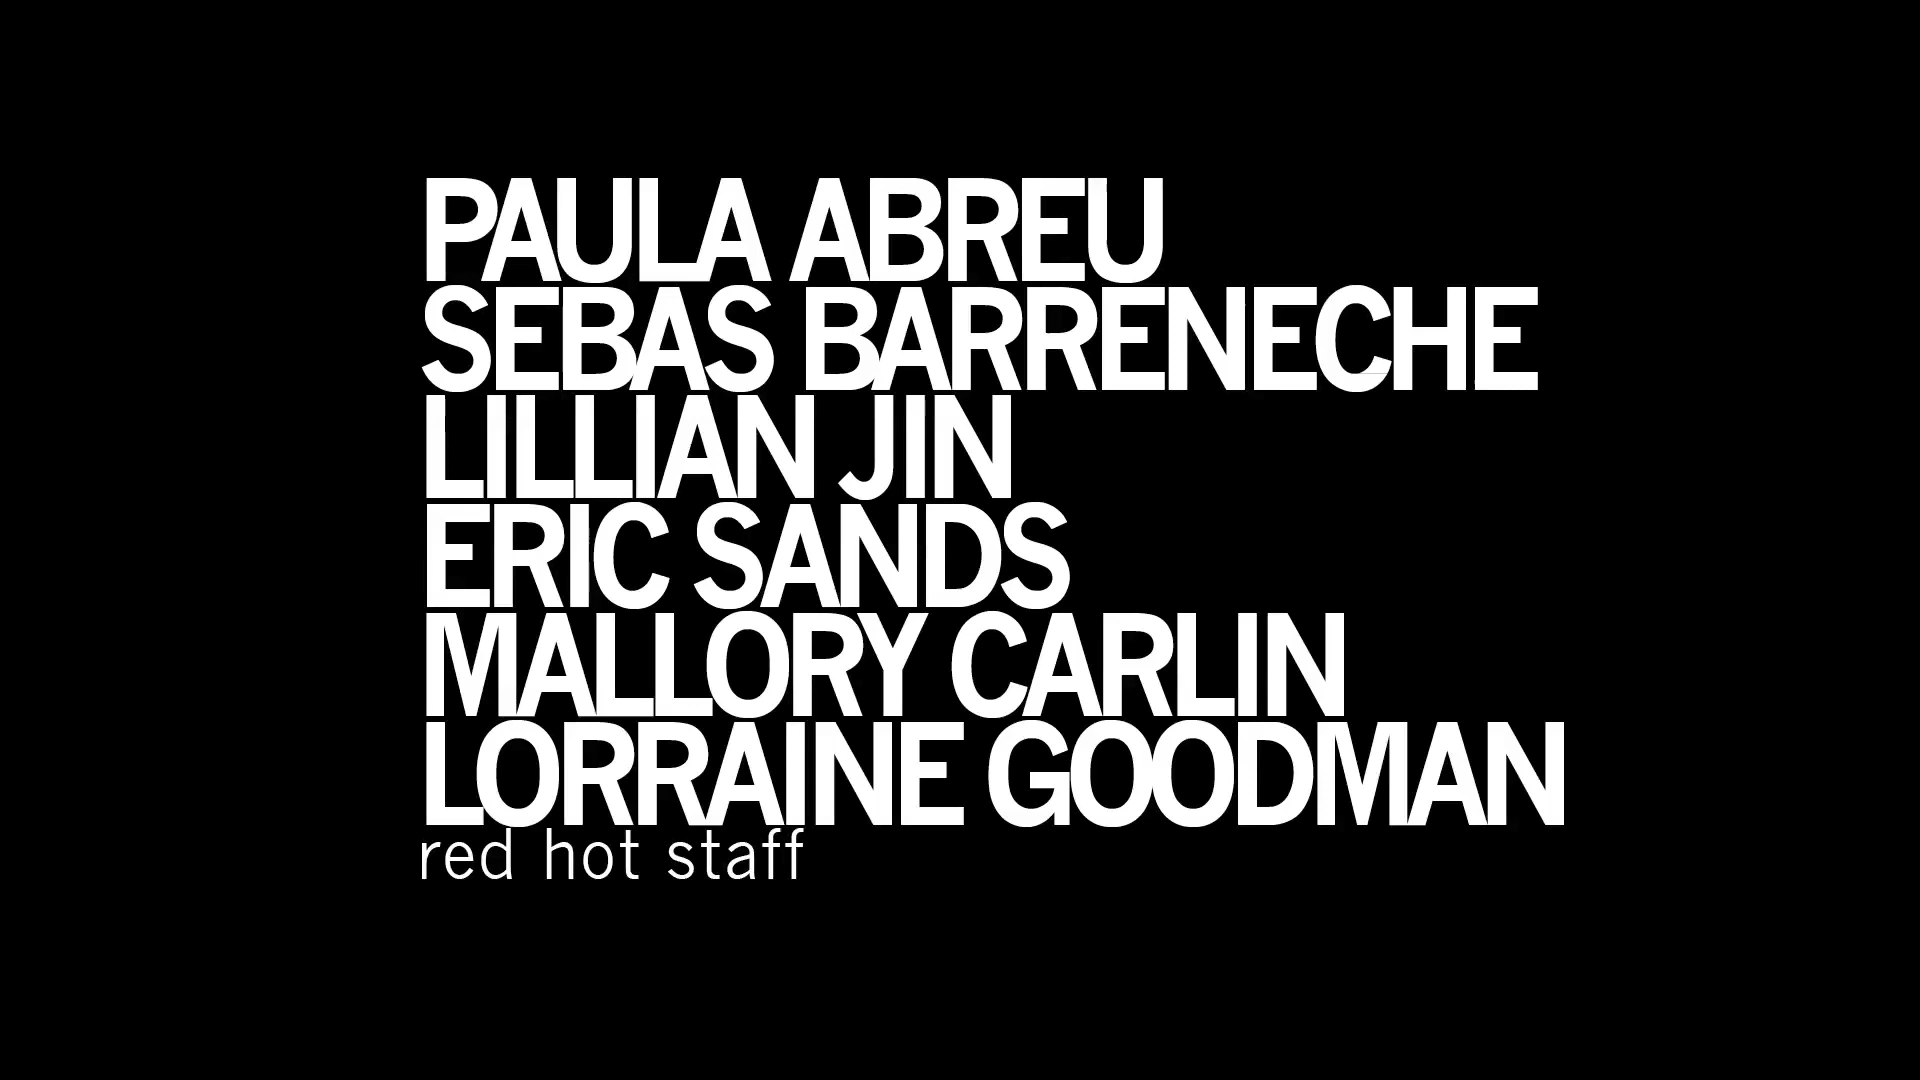 PAULA ABREU
SEBAS BARRENECHE
LILLIAN JIN
ERIC SANDS
MALLORY CARLIN
LORRAINE GOODMAN
red hot staff